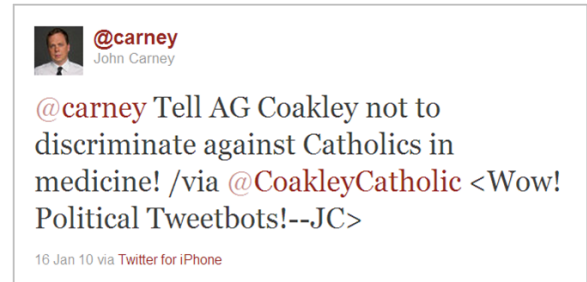 @carney
John Carney
@carney Tell AG Coakley not to
discriminate against Catholics in
medicine! /via @CoakleyCatholic <Wow!
Political Tweetbots!--JC>
16 Jan 10 via Twitter for iPhone